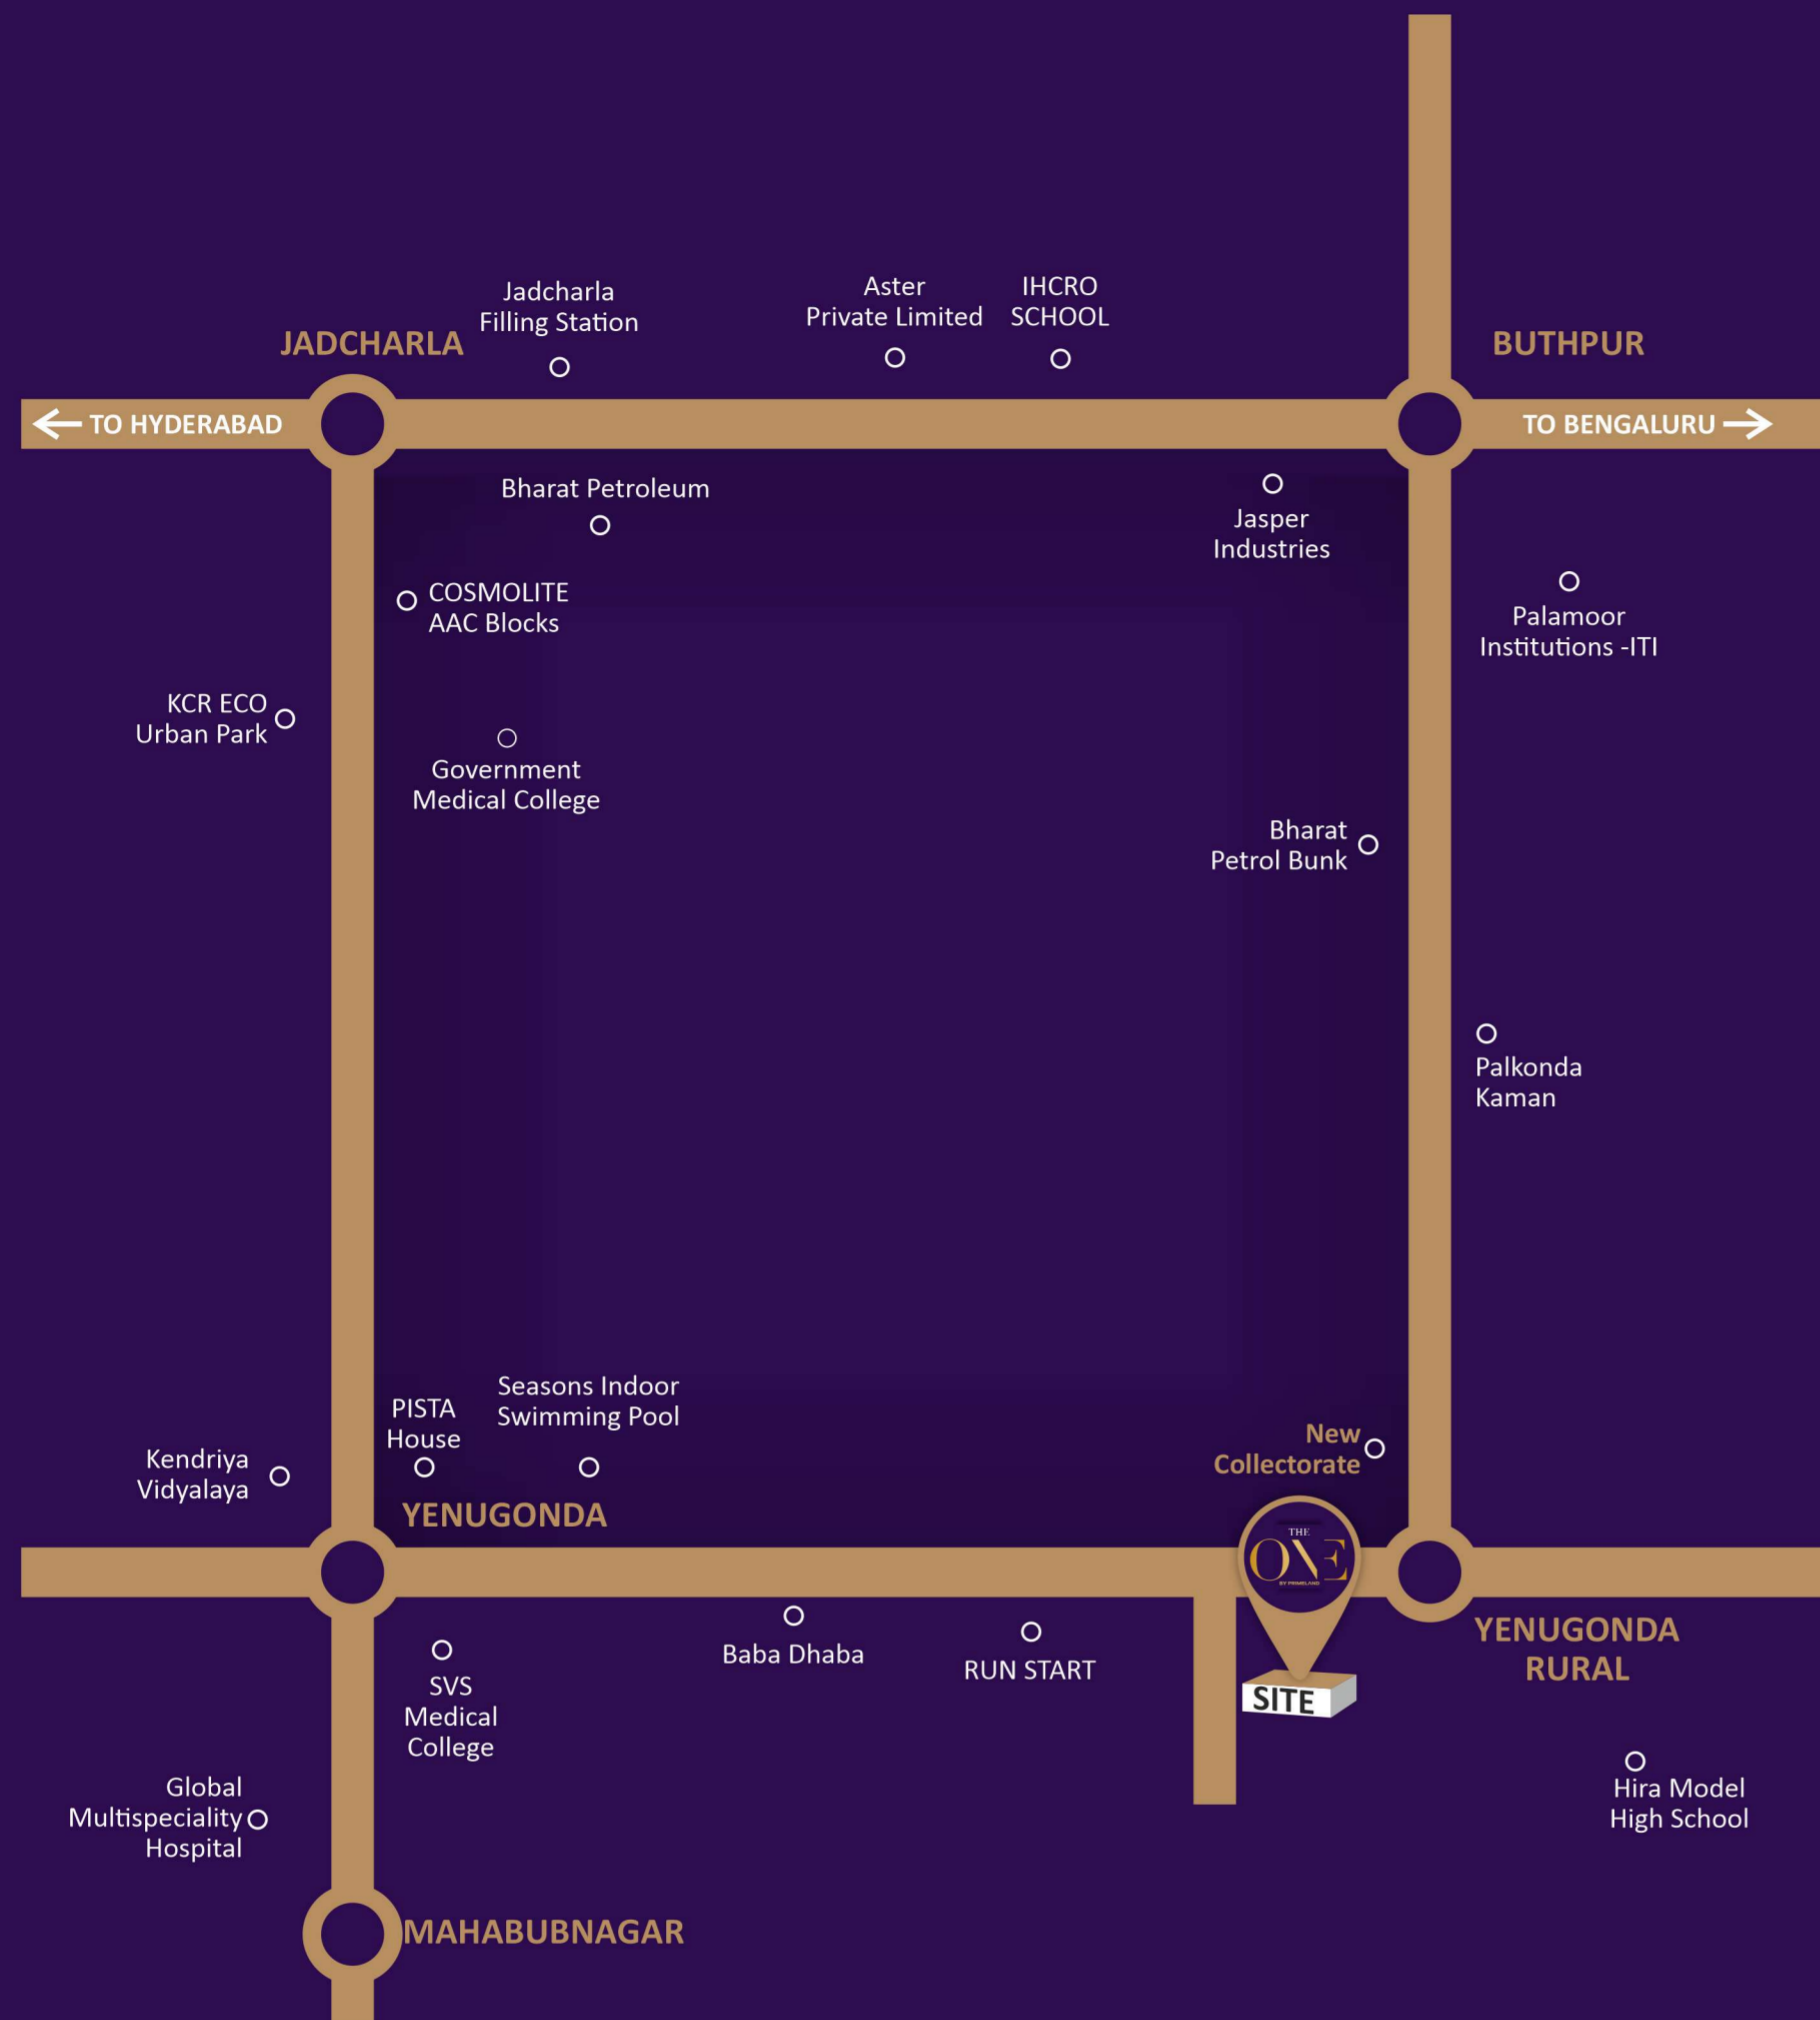 Jadcharla
Filling Station
Aster
Private Limited
IHCRO
SCHOOL
JADCHARLA
BUTHPUR
TO HYDERABAD
TO BENGALURU
Bharat Petroleum
Jasper
Industries
COSMOLITE
AAC Blocks
Palamoor
Institutions -ITI
KCR ECO
Urban Park
Government
Medical College
Bharat
Petrol Bunk
Palkonda
Kaman
Seasons Indoor
Swimming Pool
PISTA
House
New
Collectorate
Kendriya
Vidyalaya
YENUGONDA
THE
ONE
BY PRIMELAND
Baba Dhaba
RUN START
YENUGONDA
RURAL
SVS
Medical
College
SITE
Global
Multispeciality
Hospital
Hira Model
High School
MAHABUBNAGAR